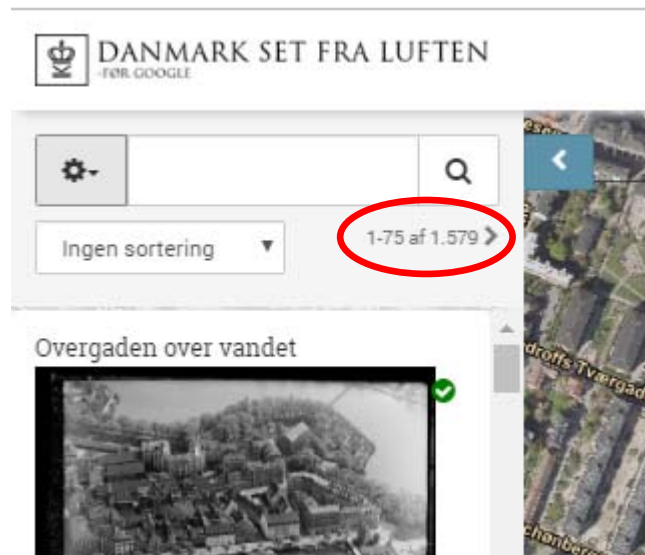 DANMARK SET FRA LUFTEN
-FØR GOOGLE
Ingen sortering
1-75 af 1.579
Overgaden over vandet